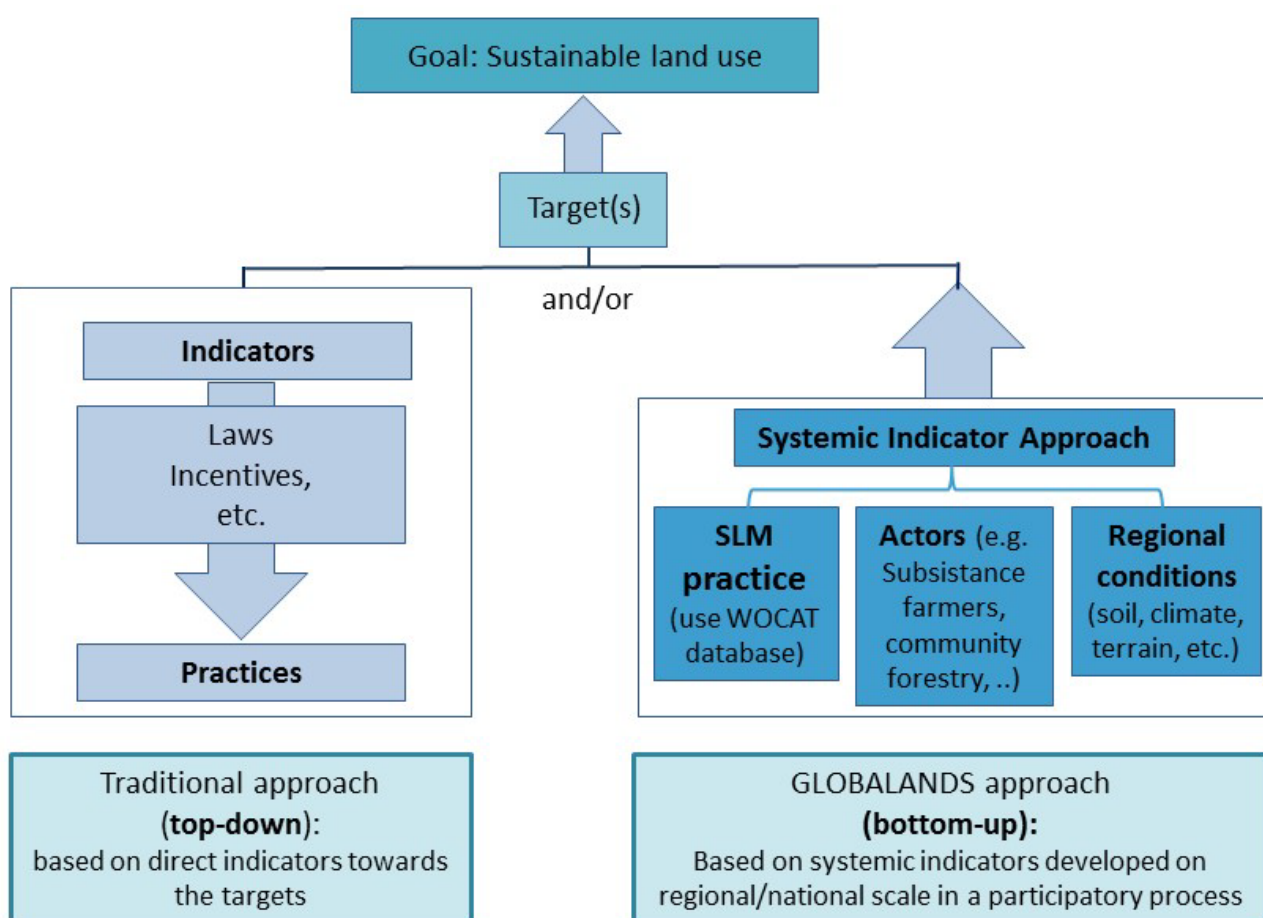 Goal: Sustainable land use
Target(s)
and/or
Indicators
Laws
Incentives,
etc.
Practices
Systemic Indicator Approach
SLM
practice
(use WOCAT
database)
Actors (e.g.
Subsistance
farmers,
community
forestry, ..)
Regional
conditions
(soil, climate,
terrain, etc.)
Traditional approach
(top-down):
based on direct indicators towards
the targets
GLOBALANDS approach
(bottom-up):
Based on systemic indicators developed on
regional/national scale in a participatory process